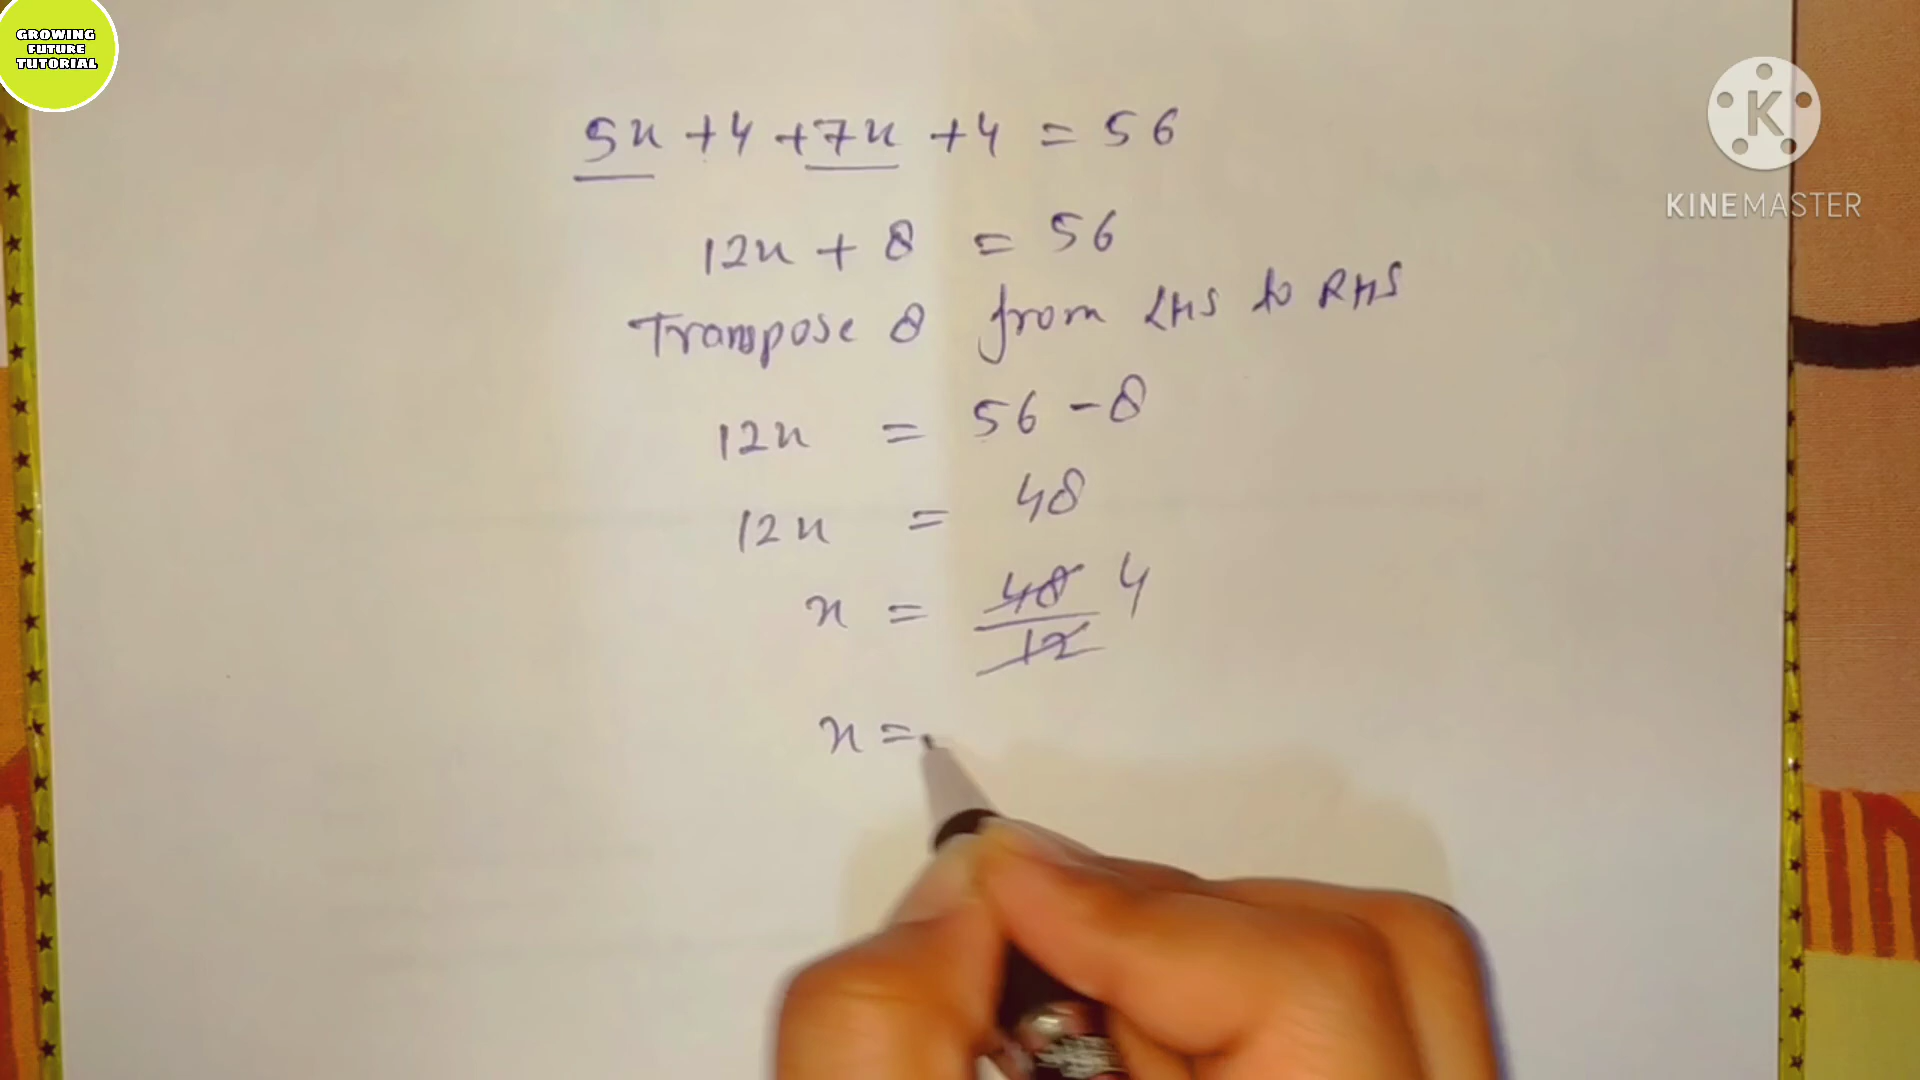 GROWING
FUTURE
TUTORIAL
K
KINEMASTER
5x + 4 + 7x + 4 = 56
12x + 8 = 56
Transpose 8 from LHS to RHS
12x = 56 - 8
12x = 48
x = 48/12 4
x =